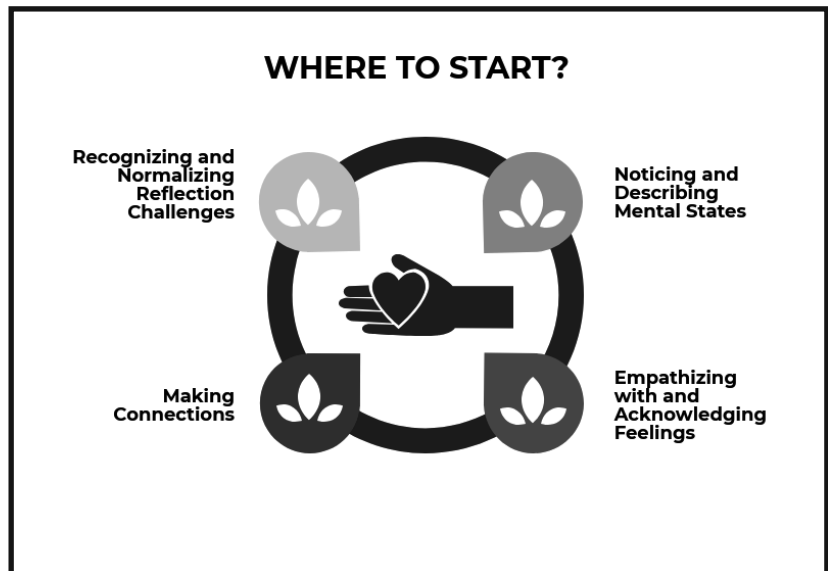 WHERE TO START?
Recognizing and
Normalizing
Reflection
Challenges
Noticing and
Describing
Mental States
Making
Connections
Empathizing
with and
Acknowledging
Feelings